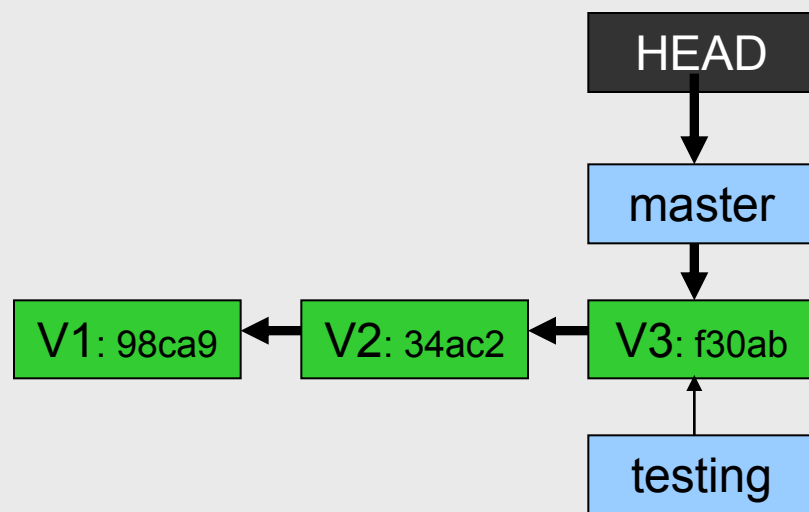 HEAD
master
V1: 98ca9
V2: 34ac2
V3: f30ab
testing